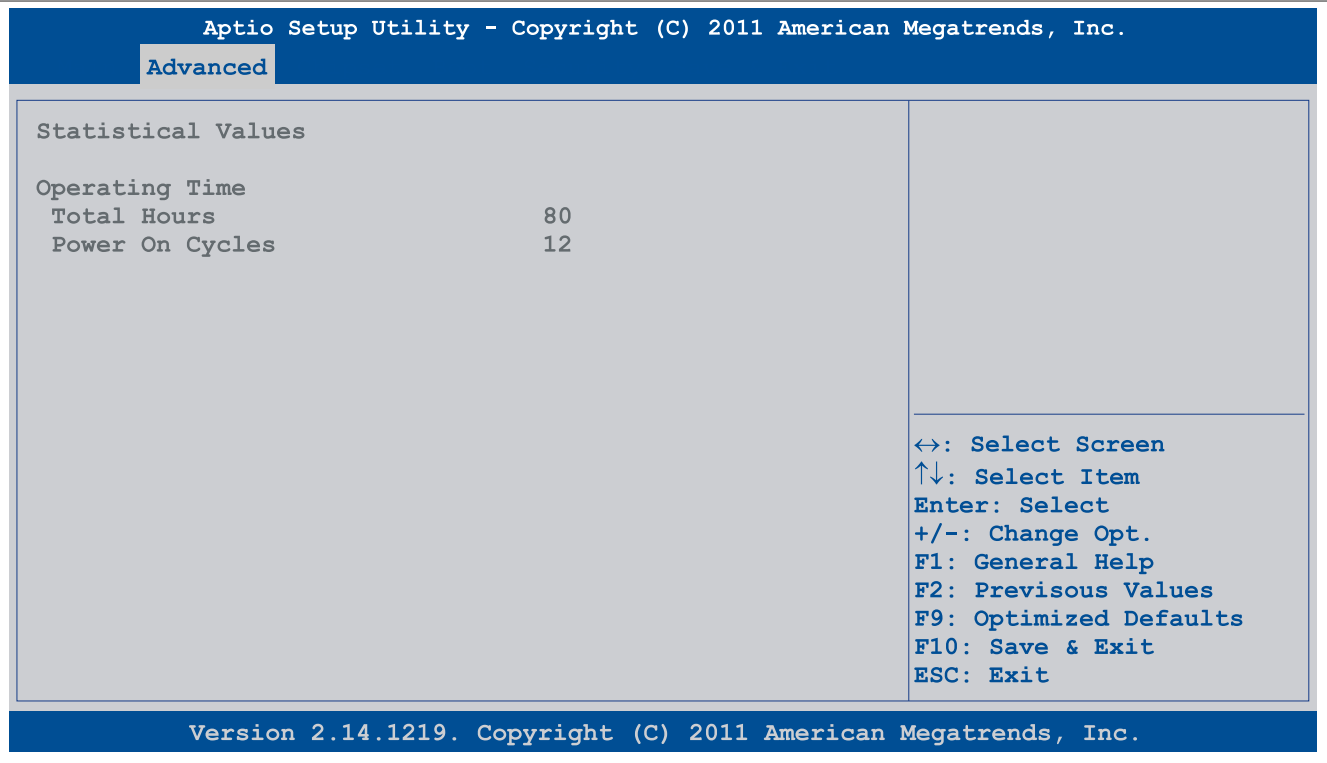 Aptio Setup Utility - Copyright (C) 2011 American Megatrends, Inc.
Advanced
Statistical Values
Operating Time
Total Hours 80
Power On Cycles 12
↔: Select Screen
↑↓: Select Item
Enter: Select
+/-: Change Opt.
F1: General Help
F2: Previsous Values
F9: Optimized Defaults
F10: Save & Exit
ESC: Exit
Version 2.14.1219. Copyright (C) 2011 American Megatrends, Inc.